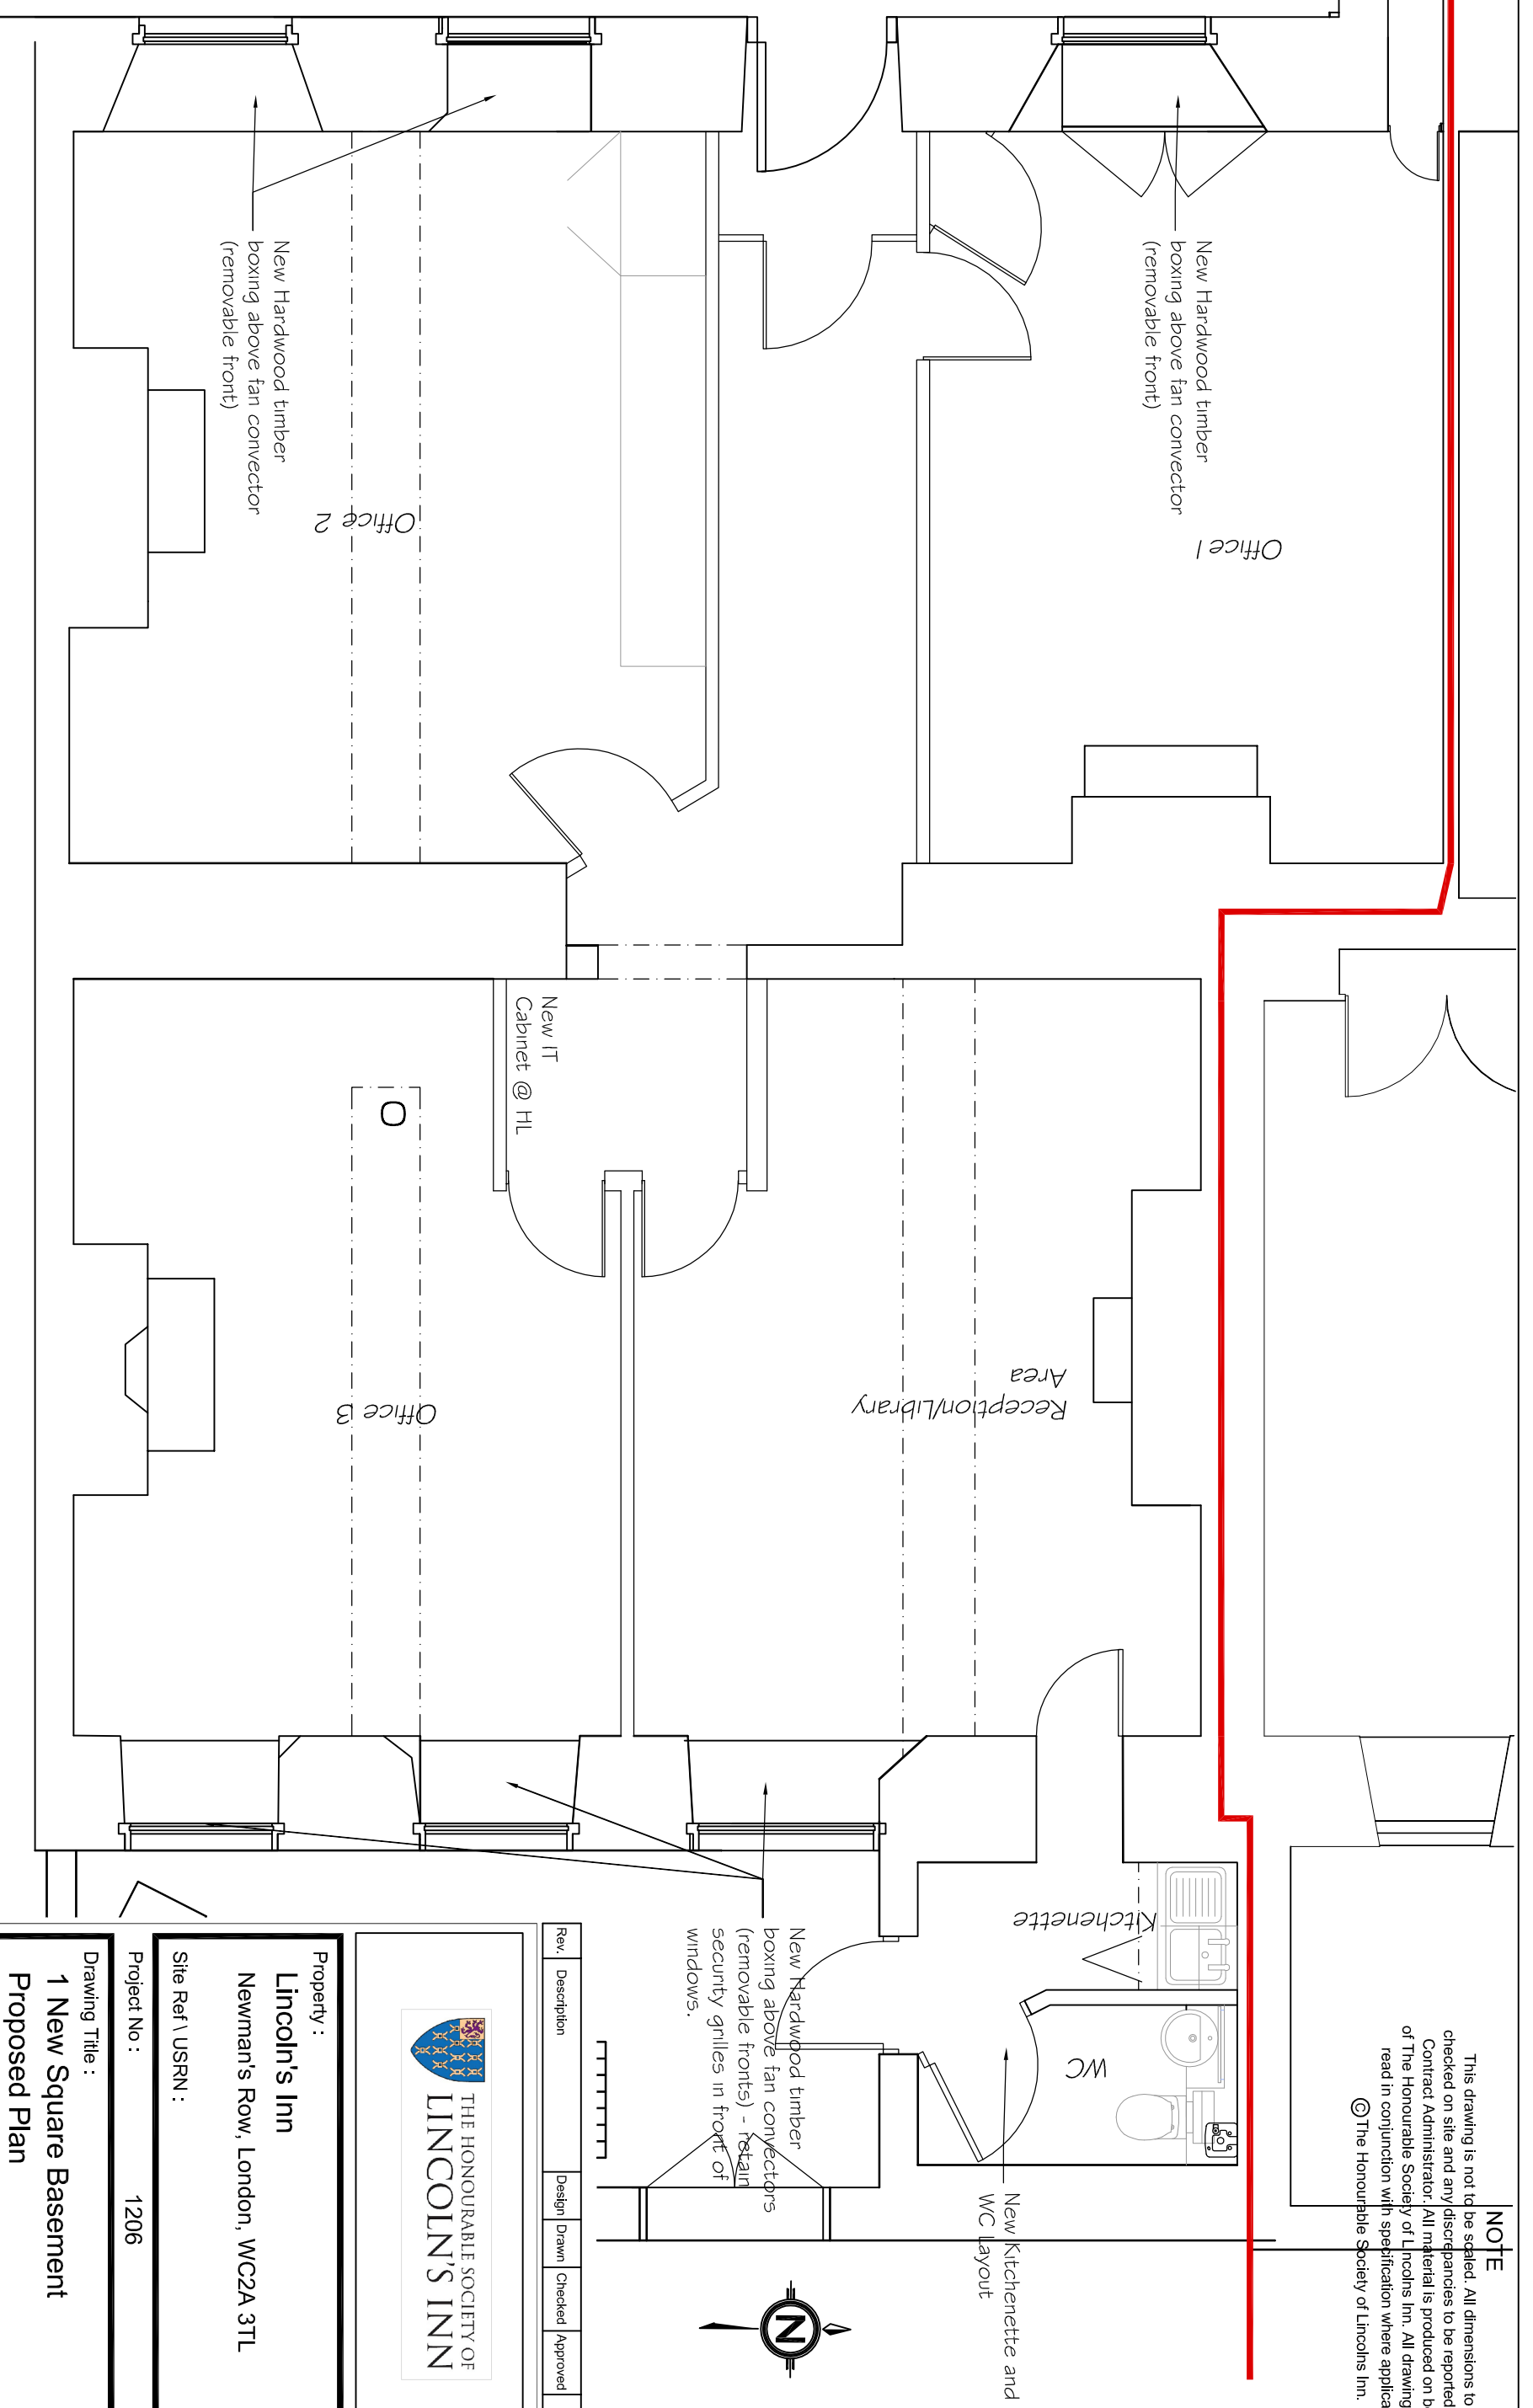 NOTE
This drawing is not to be scaled. All dimensions to
checked on site and any discrepancies to be reported
Contract Administrator. All material is produced on
of The Honourable Society of Lincolns Inn. All drawing
read in conjunction with specification where
© The Honourable Society of Lincolns Inn.
New Hardwood timber
boxing above fan convector
(removable front)
Office 1
New Hardwood timber
boxing above fan convector
(removable front)
Office 2
New IT
Cabinet @ HL
Reception/Library
Area
Office 3
Kitchenette
WC
New Kitchenette and
WC Layout
New Hardwood timber
boxing above fan convectors
(removable fronts) - retain
security grilles in front of
windows.
N
Rev. Description Design Drawn Checked Approved
THE HONOURABLE SOCIETY OF
LINCOLN'S INN
Property :
Lincoln's Inn
Newman's Row, London, WC2A 3TL
Site Ref \ USRN :
Project No : 1206
Drawing Title :
1 New Square Basement
Proposed Plan